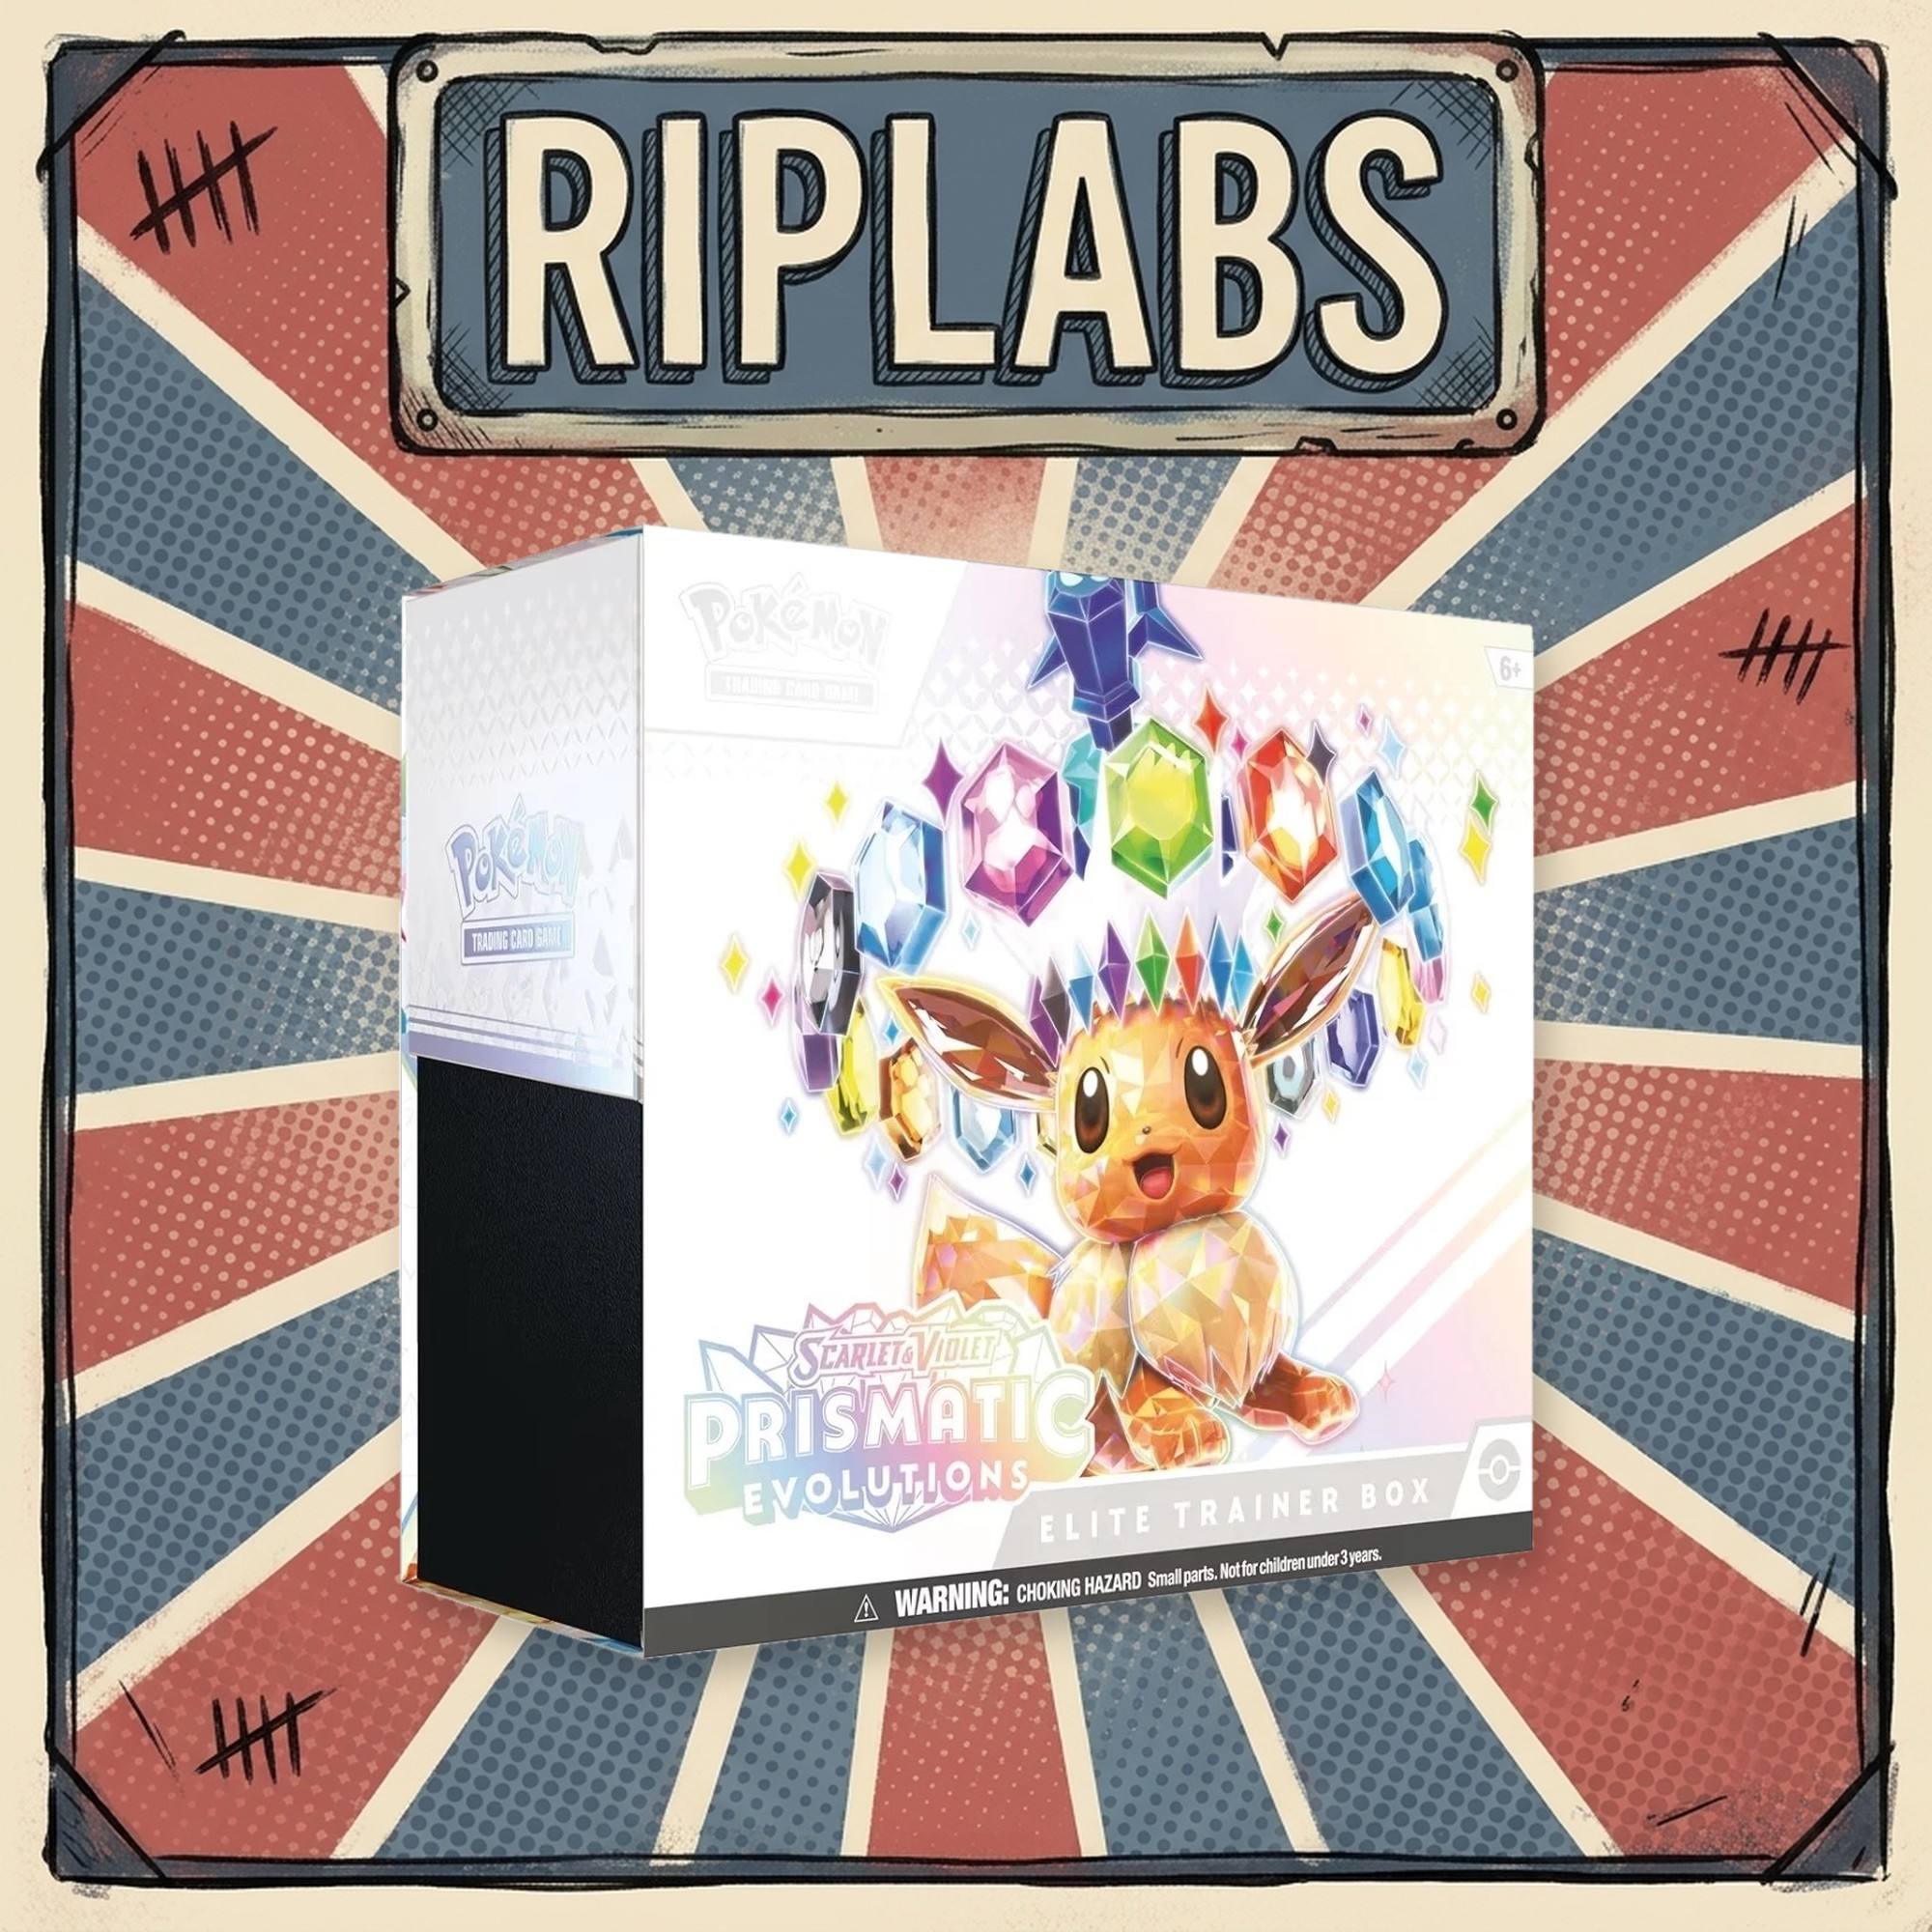 RIPLABS
Pokémon
TRADING CARD GAME
6+
Pokémon
TRADING CARD GAME
SCARLET & VIOLET
PRISMATIC
EVOLUTIONS
ELITE TRAINER BOX
WARNING: CHOKING HAZARD Small parts. Not for children under 3 years.